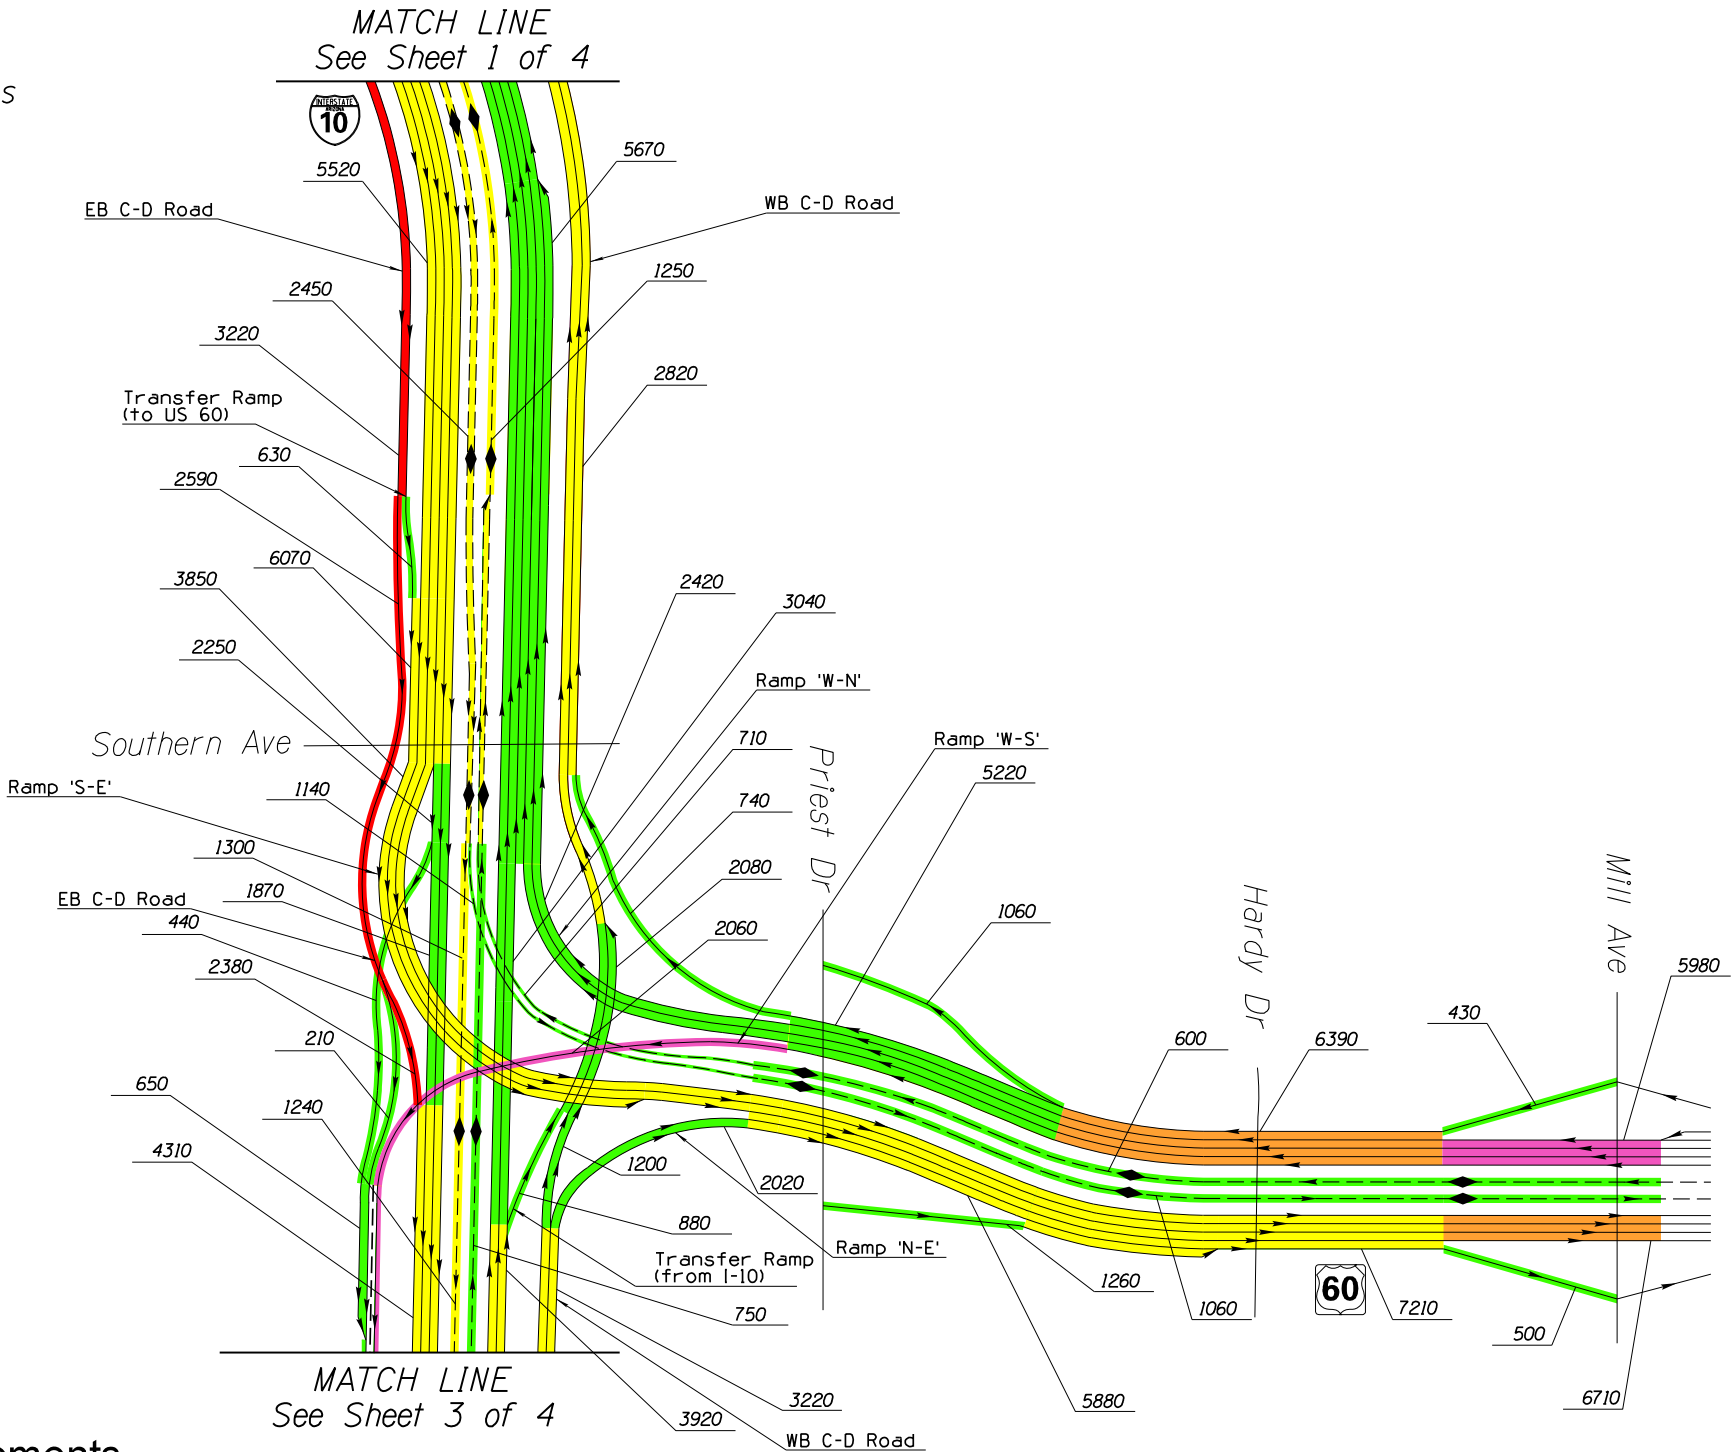 MATCH LINE
See Sheet 1 of 4
s
INTERSTATE
ARIZONA
10
5520
5670
EB C-D Road
WB C-D Road
2450
1250
3220
2820
Transfer Ramp
(to US 60)
630
2590
6070
3850
2420
3040
2250
Ramp 'W-N'
Southern Ave
710
Ramp 'W-S'
Priest Dr
5220
Ramp 'S-E'
1140
740
1300
2080
Mill Ave
EB C-D Road
1870
Hardy Dr
440
2060
1060
2380
5980
210
600
6390
430
650
1240
4310
1200
2020
880
Ramp 'N-E'
Transfer Ramp
(from I-10)
1260
60
750
1060
7210
500
MATCH LINE
See Sheet 3 of 4
3220
5880
6710
3920
WB C-D Road